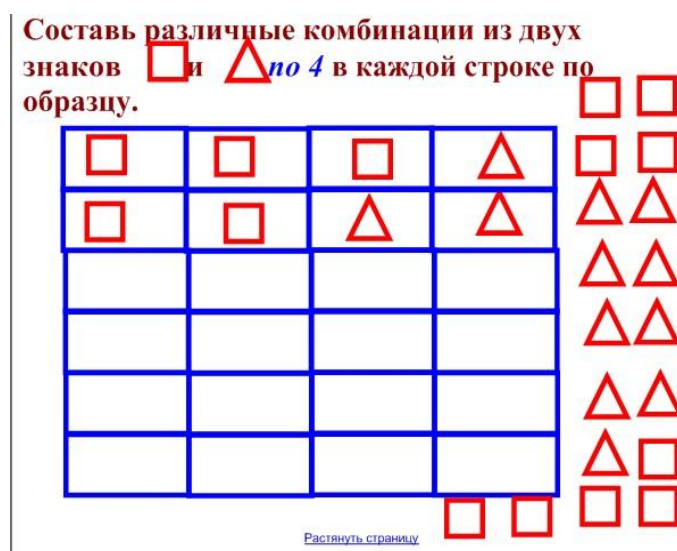 Составь различные комбинации из двух
знаков и по 4 в каждой строке по
образцу.
Растянуть страницу